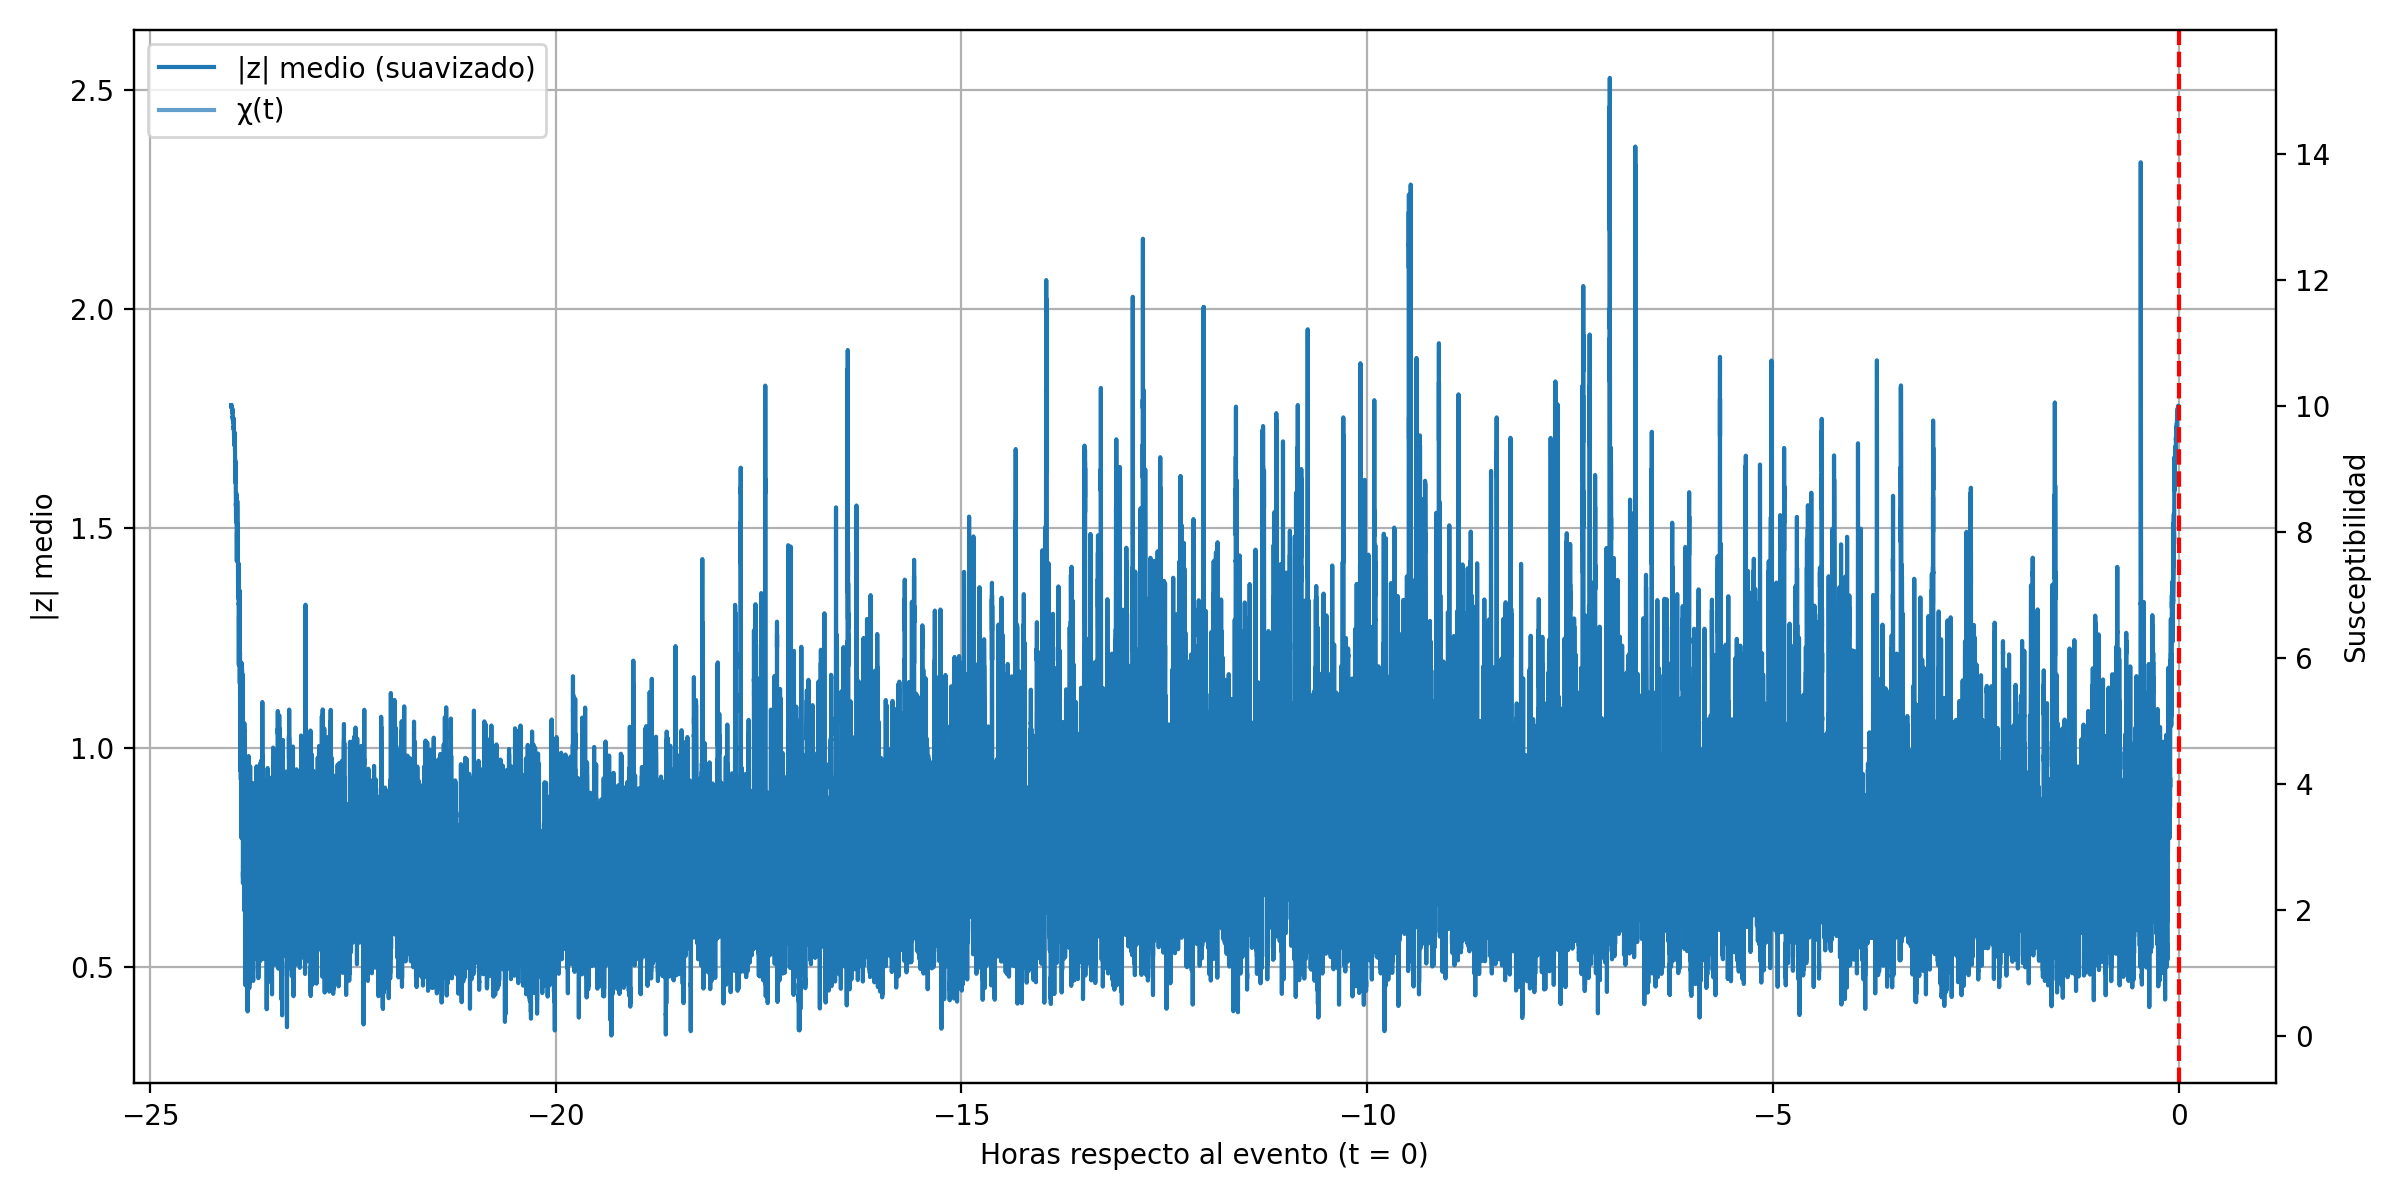 |z| medio (suavizado)
χ(t)
2.5
2.0
1.5
1.0
0.5
|z| medio
14
12
10
8
6
4
2
0
Susceptibilidad
−25 −20 −15 −10 −5 0
Horas respecto al evento (t = 0)